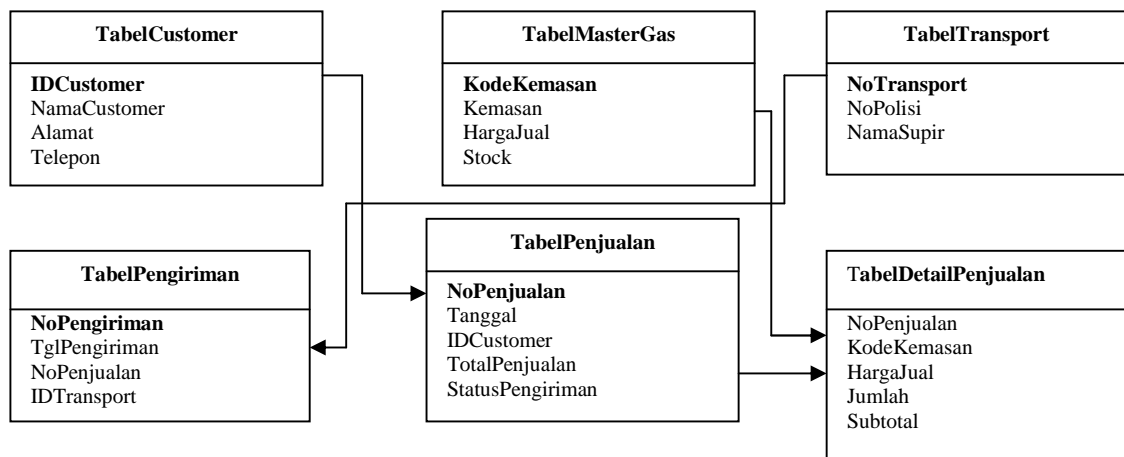 TabelCustomer
IDCustomer
NamaCustomer
Alamat
Telepon
TabelMasterGas
KodeKemasan
Kemasan
HargaJual
Stock
TabelTransport
NoTransport
NoPolisi
NamaSupir
TabelPengiriman
NoPengiriman
TglPengiriman
NoPenjualan
IDTransport
TabelPenjualan
NoPenjualan
Tanggal
IDCustomer
TotalPenjualan
StatusPengiriman
TabelDetailPenjualan
NoPenjualan
KodeKemasan
HargaJual
Jumlah
Subtotal